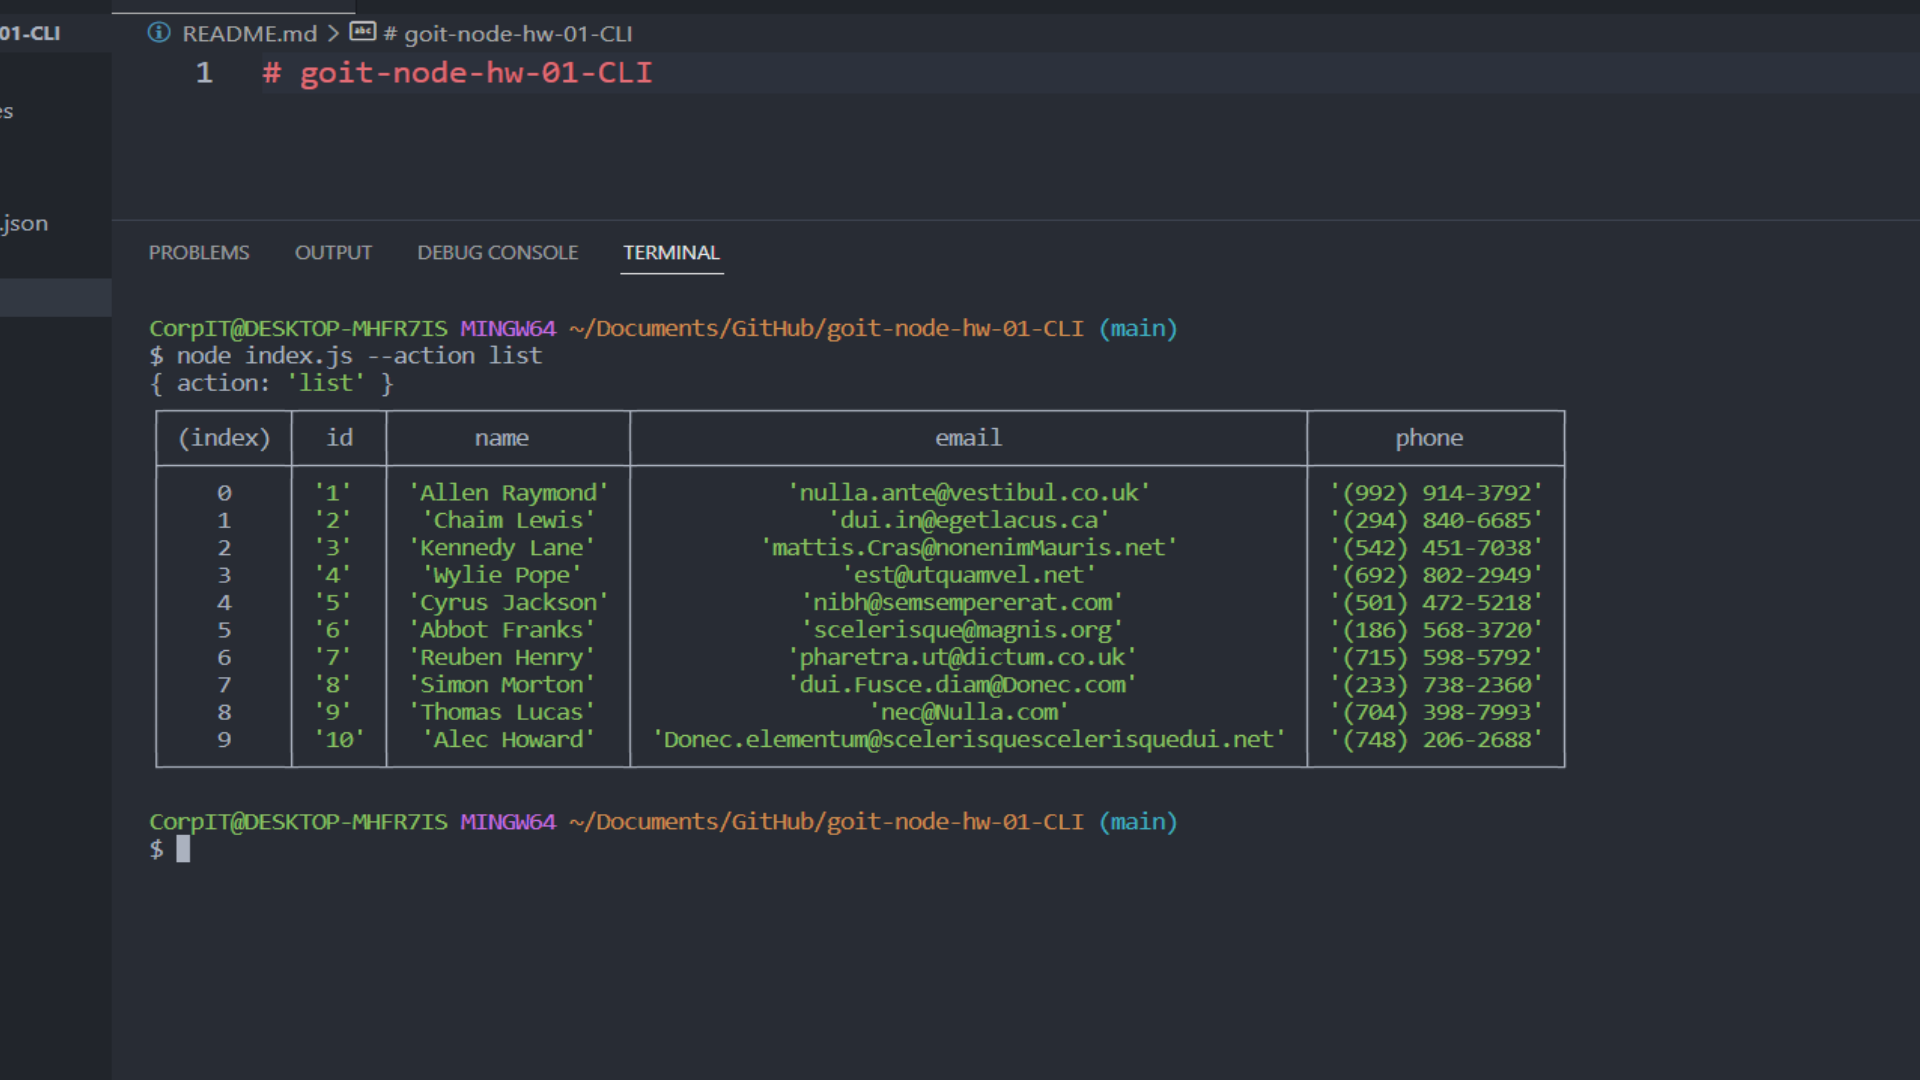 01-CLI
README.md > # goit-node-hw-01-CLI
1 # goit-node-hw-01-CLI
es
.json
PROBLEMS OUTPUT DEBUG CONSOLE TERMINAL
CorpIT@DESKTOP-MHFR7IS MINGW64 ~/Documents/GitHub/goit-node-hw-01-CLI (main)
$ node index.js --action list
{ action: 'list' }
(index) id name email phone
0 '1' 'Allen Raymond' 'nulla.ante@vestibul.co.uk' '(992) 914-3792'
1 '2' 'Chaim Lewis' 'dui.in@egetlacus.ca' '(294) 840-6685'
2 '3' 'Kennedy Lane' 'mattis.Cras@nonenimMauris.net' '(542) 451-7038'
3 '4' 'Wylie Pope' 'est@utquamvel.net' '(692) 802-2949'
4 '5' 'Cyrus Jackson' 'nibh@semsempererat.com' '(501) 472-5218'
5 '6' 'Abbot Franks' 'scelerisque@magnis.org' '(186) 568-3720'
6 '7' 'Reuben Henry' 'pharetra.ut@dictum.co.uk' '(715) 598-5792'
7 '8' 'Simon Morton' 'dui.Fusce.diam@Donec.com' '(233) 738-2360'
8 '9' 'Thomas Lucas' 'nec@Nulla.com' '(704) 398-7993'
9 '10' 'Alec Howard' 'Donec.elementum@scelerisquescelerisquedui.net' '(748) 206-2688'
CorpIT@DESKTOP-MHFR7IS MINGW64 ~/Documents/GitHub/goit-node-hw-01-CLI (main)
$